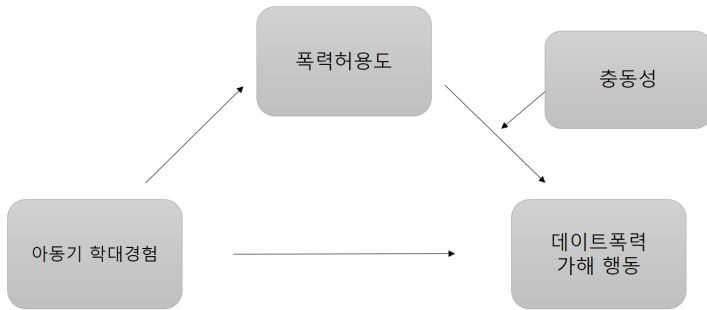 폭력허용도
충동성
아동기 학대경험
데이트폭력
가해 행동